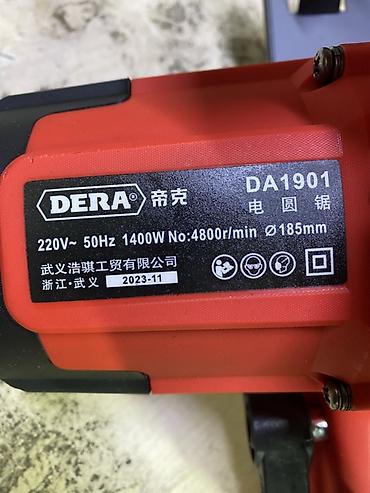 DERA® 帝克 DA1901
电圆锯
220V~ 50Hz 1400W No:4800r/min Ø185mm
武义浩骐工贸有限公司
浙江·武义 2023-11